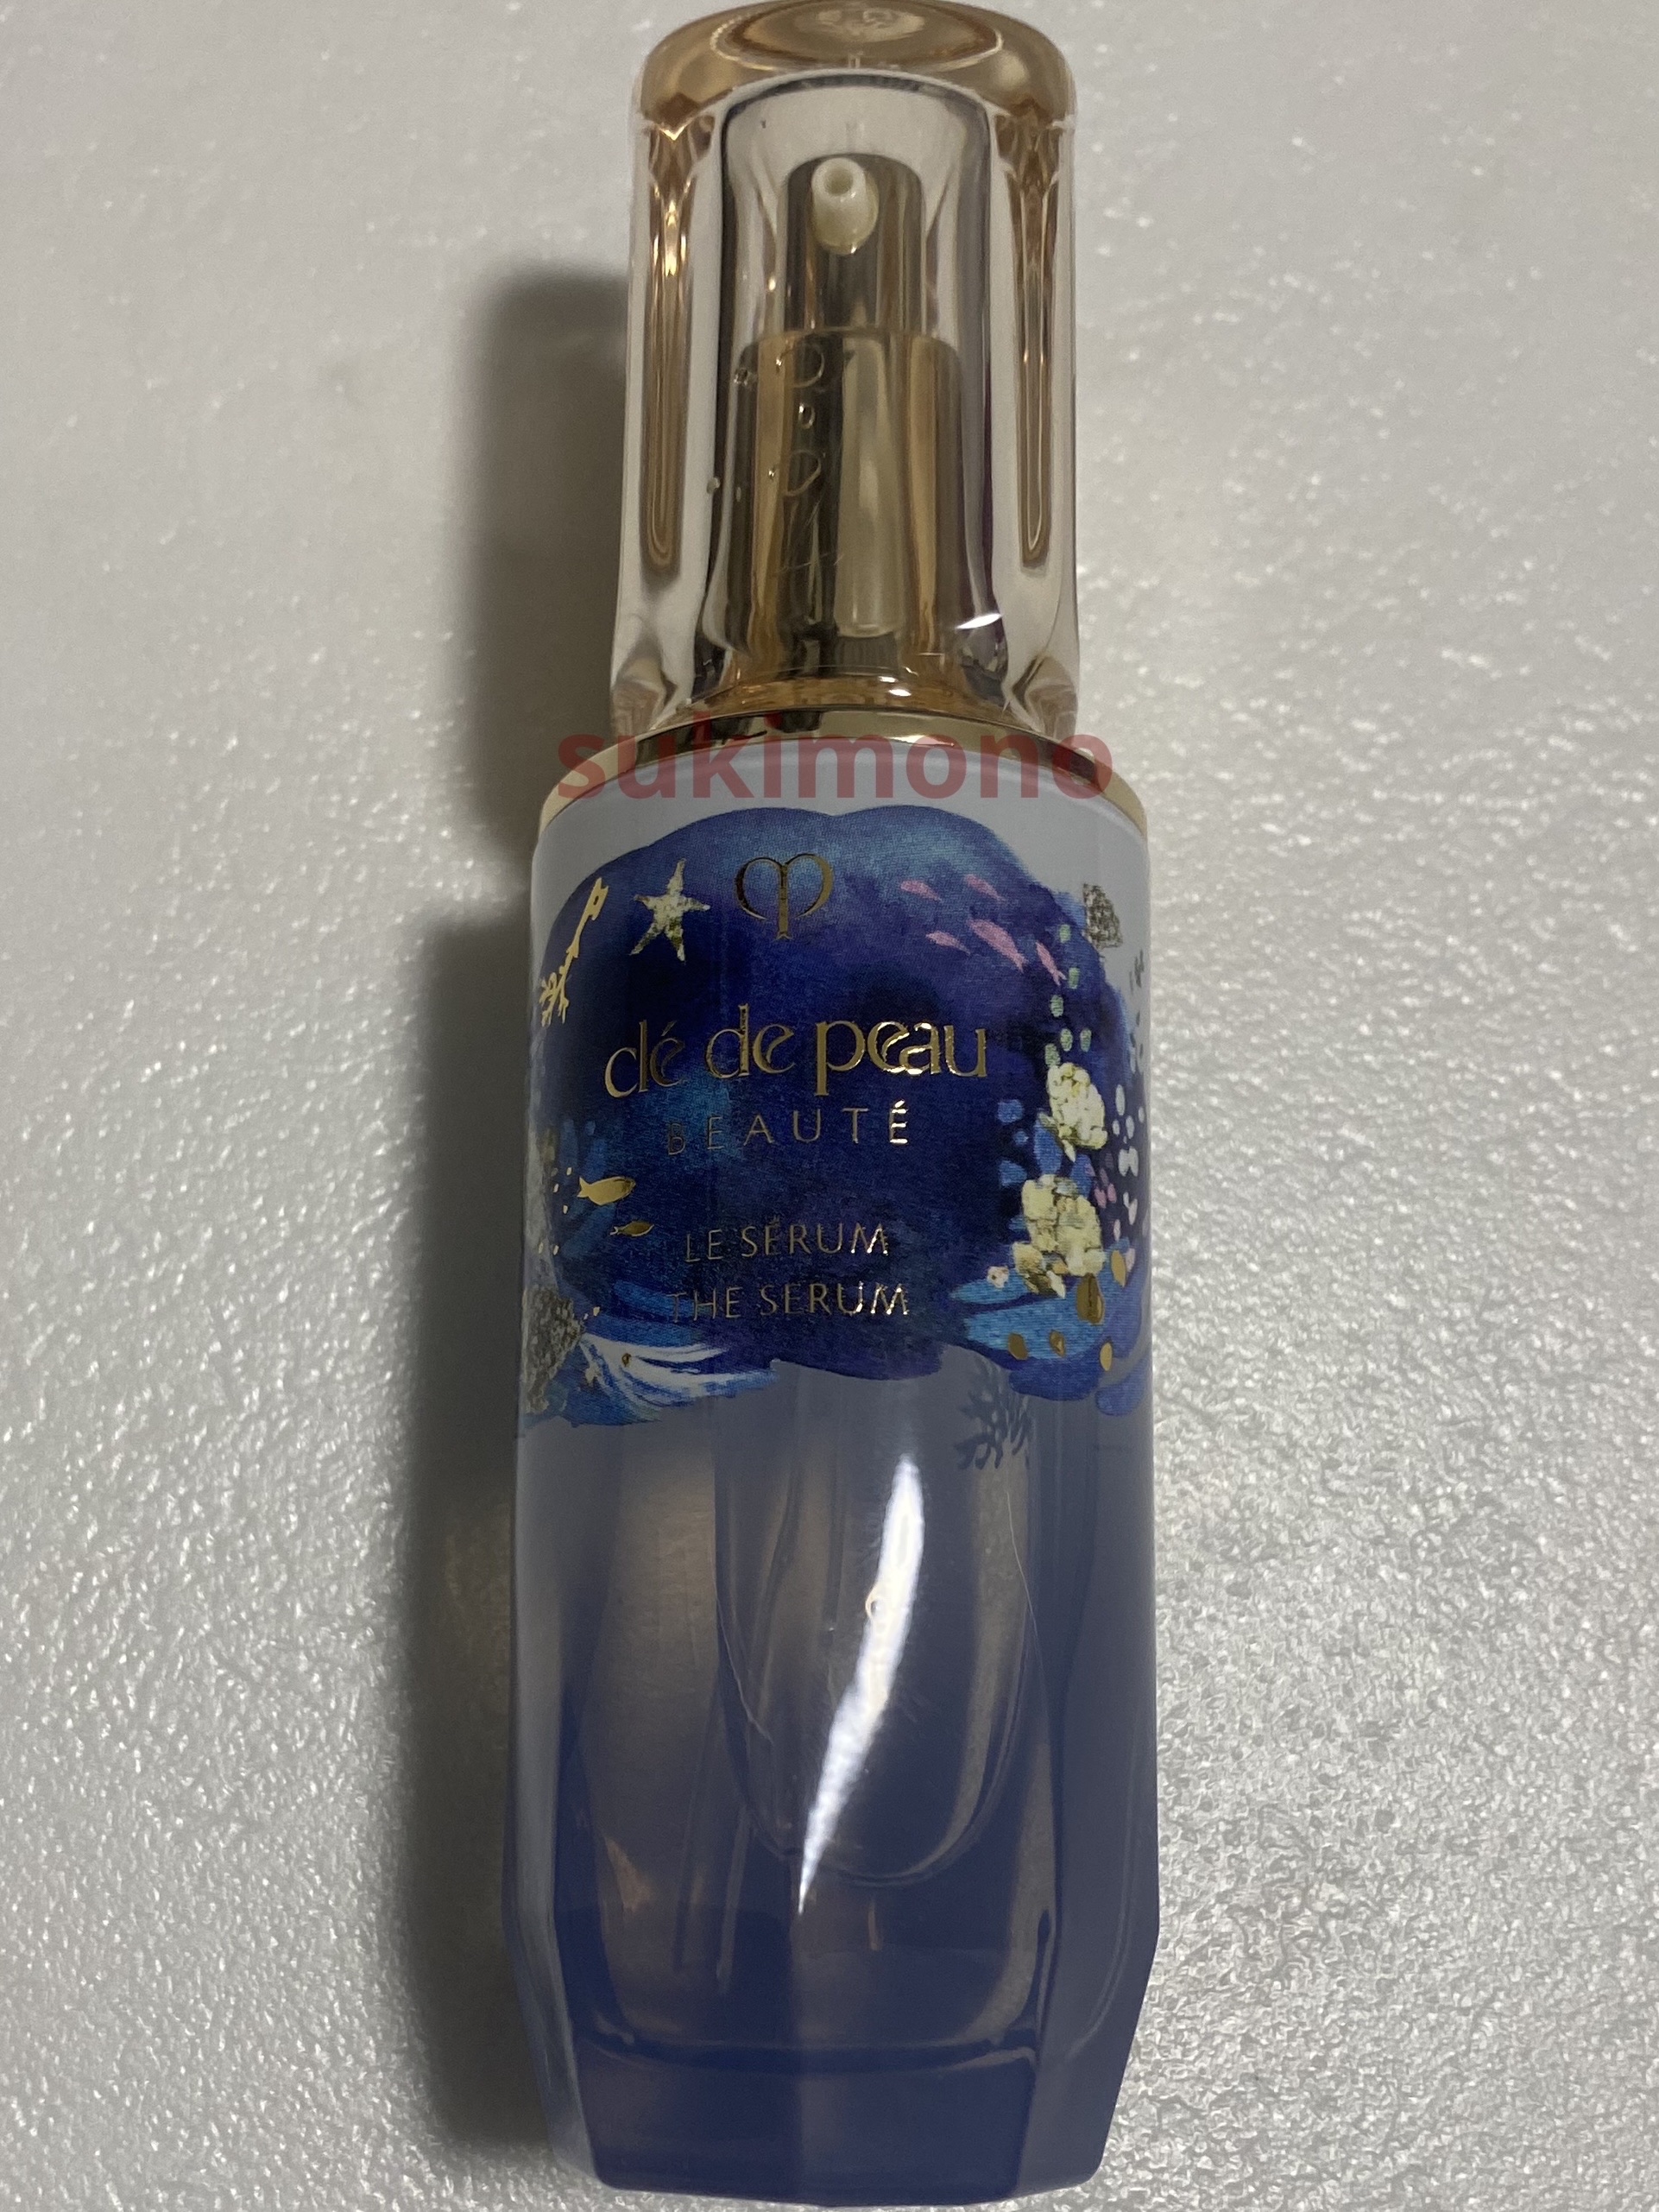 sukimono
clé de peau
BEAUTÉ
LE SÉRUM
THE SERUM